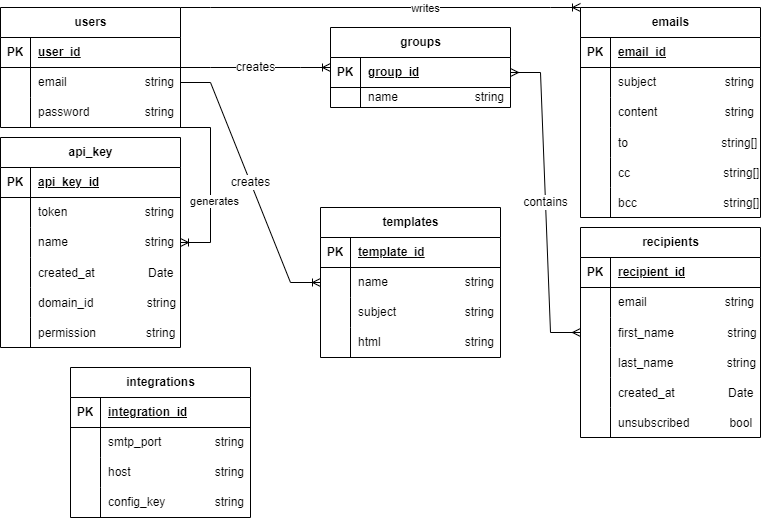 users
PK user_id
email string
password string
api_key
PK api_key_id
token string
name string
created_at Date
domain_id string
permission string
integrations
PK integration_id
smtp_port string
host string
config_key string
writes
creates
creates
generates
contains
groups
PK group_id
name string
templates
PK template_id
name string
subject string
html string
emails
PK email_id
subject string
content string
to string[]
cc string[]
bcc string[]
recipients
PK recipient_id
email string
first_name string
last_name string
created_at Date
unsubscribed bool